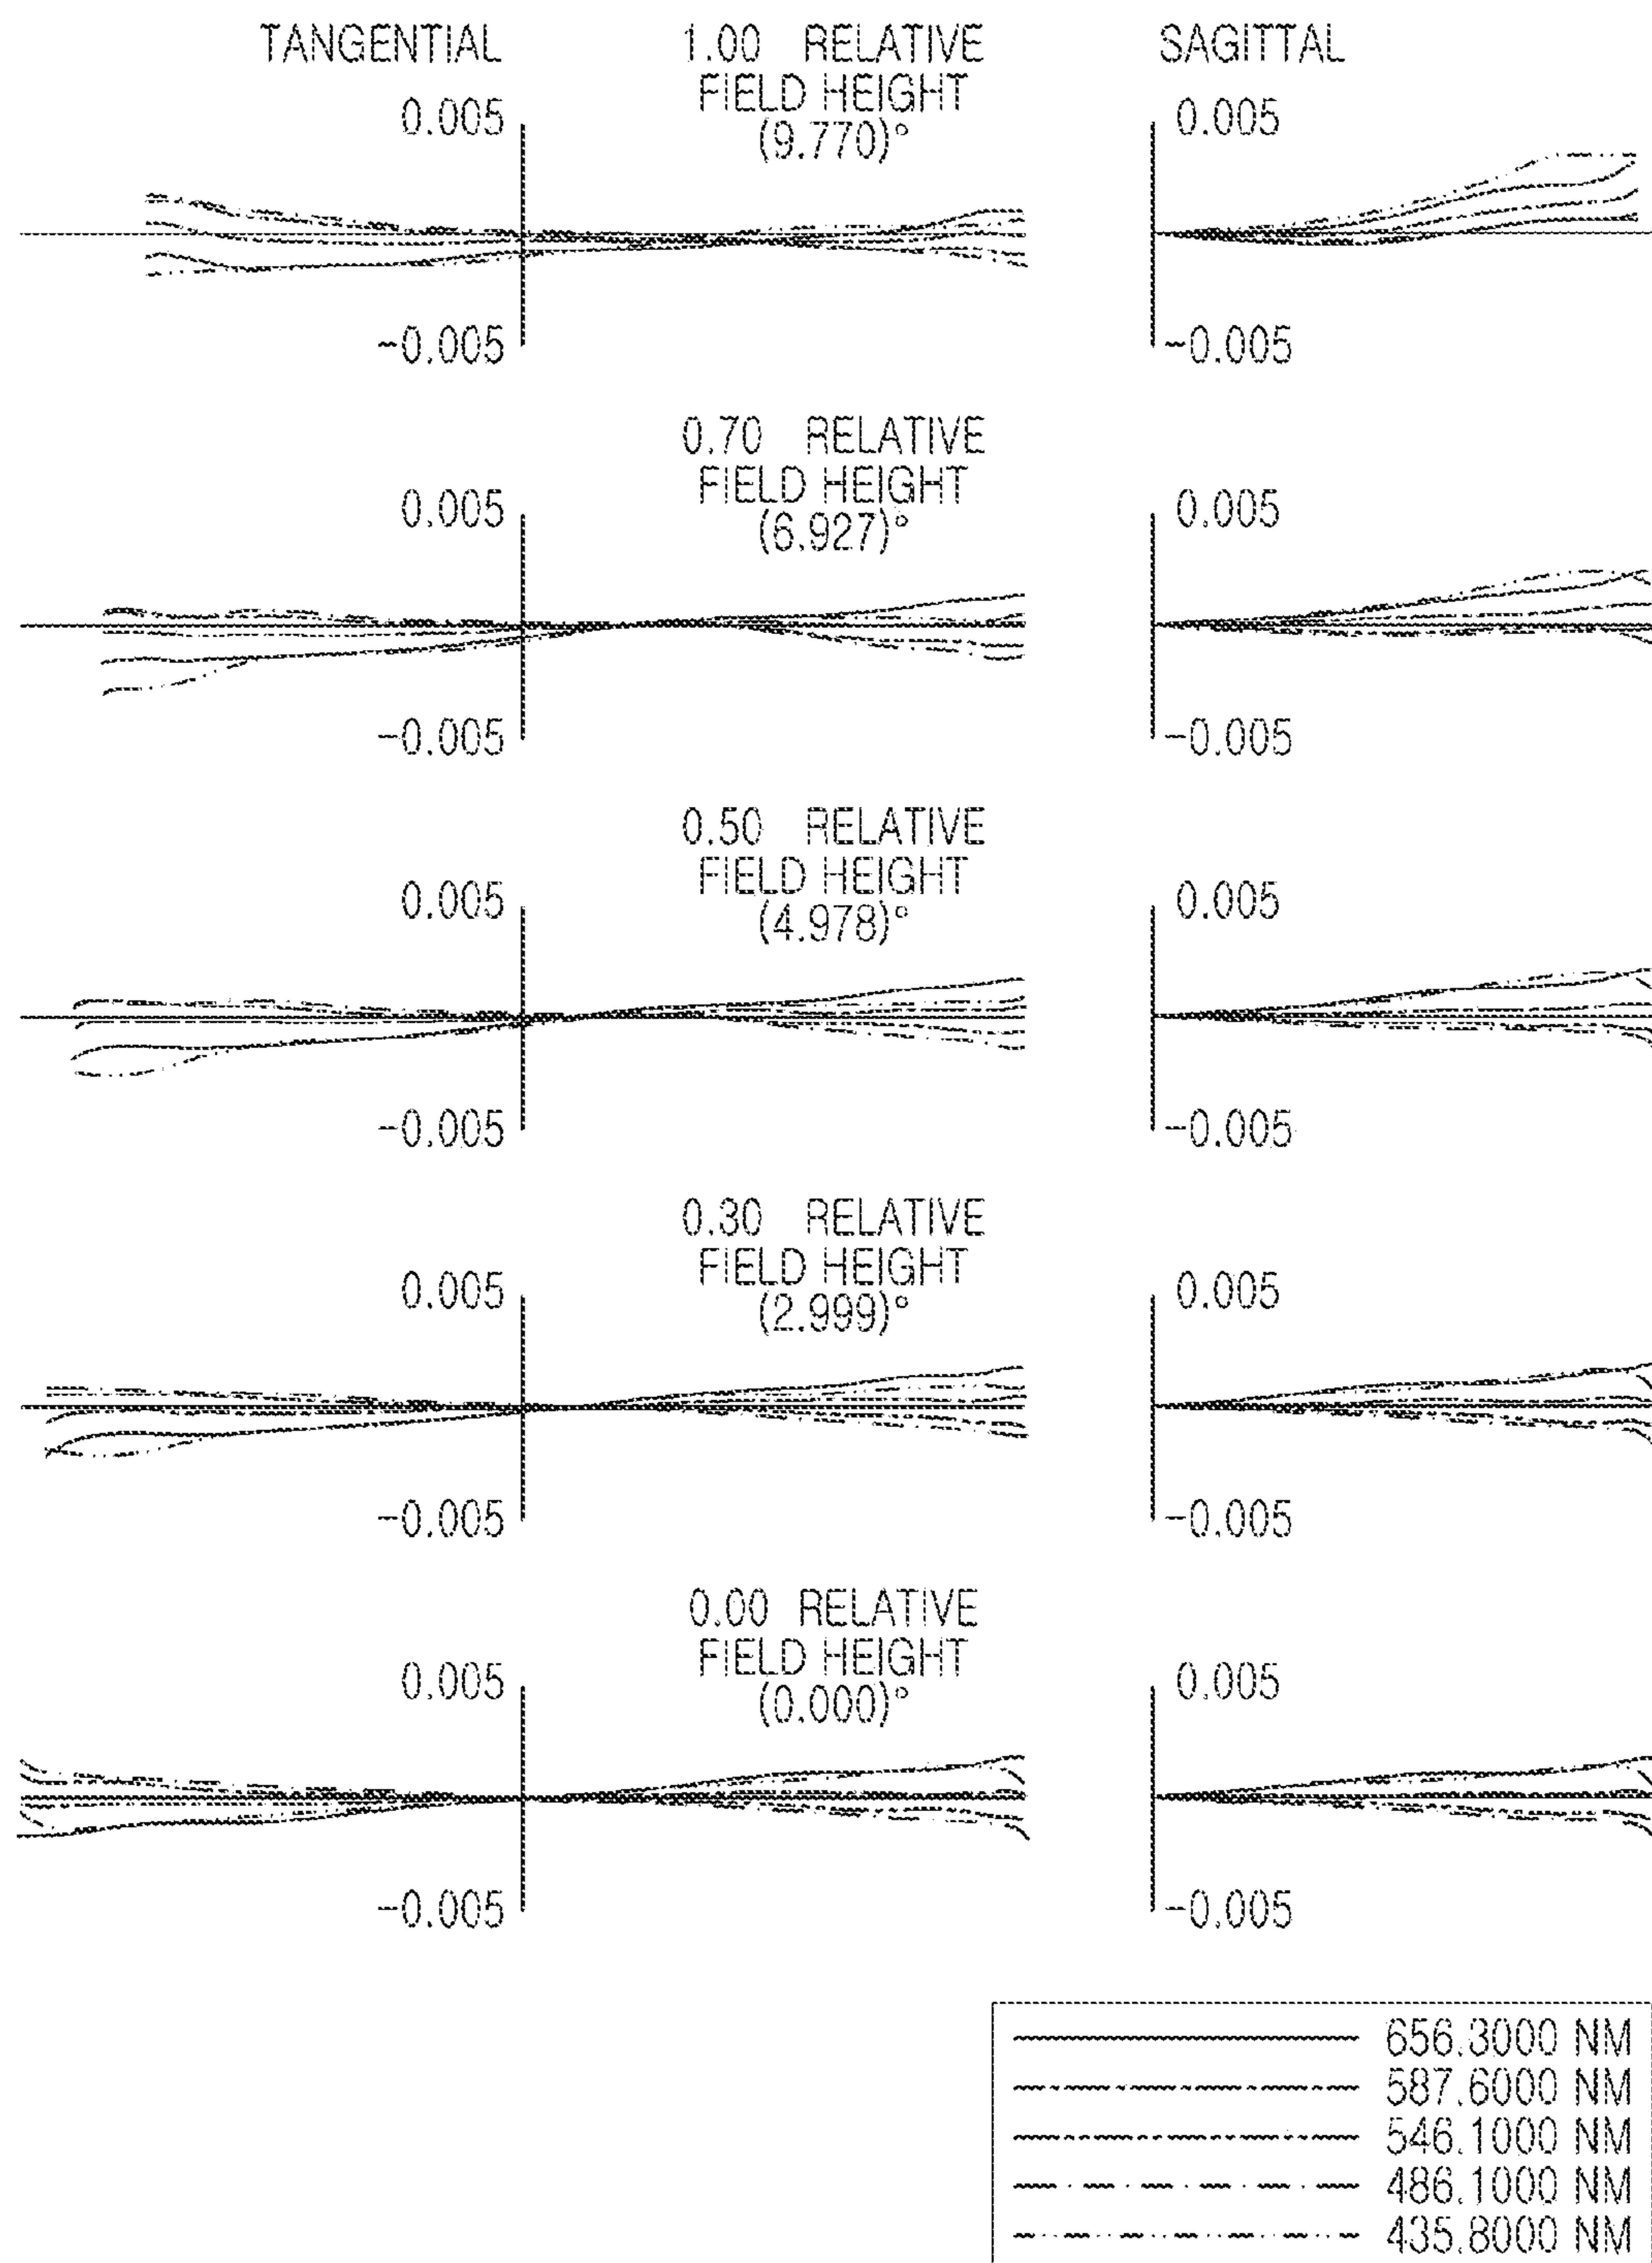 TANGENTIAL 1.00 RELATIVE SAGITTAL
FIELD HEIGHT
0.005 (9.770)° 0.005
-0.005 -0.005
0.70 RELATIVE
FIELD HEIGHT
0.005 (6.927)° 0.005
-0.005 -0.005
0.50 RELATIVE
FIELD HEIGHT
0.005 (4.978)° 0.005
-0.005 -0.005
0.30 RELATIVE
FIELD HEIGHT
0.005 (2.999)° 0.005
-0.005 -0.005
0.00 RELATIVE
FIELD HEIGHT
0.005 (0.000)° 0.005
-0.005 -0.005
656.3000 NM
587.6000 NM
546.1000 NM
486.1000 NM
435.8000 NM